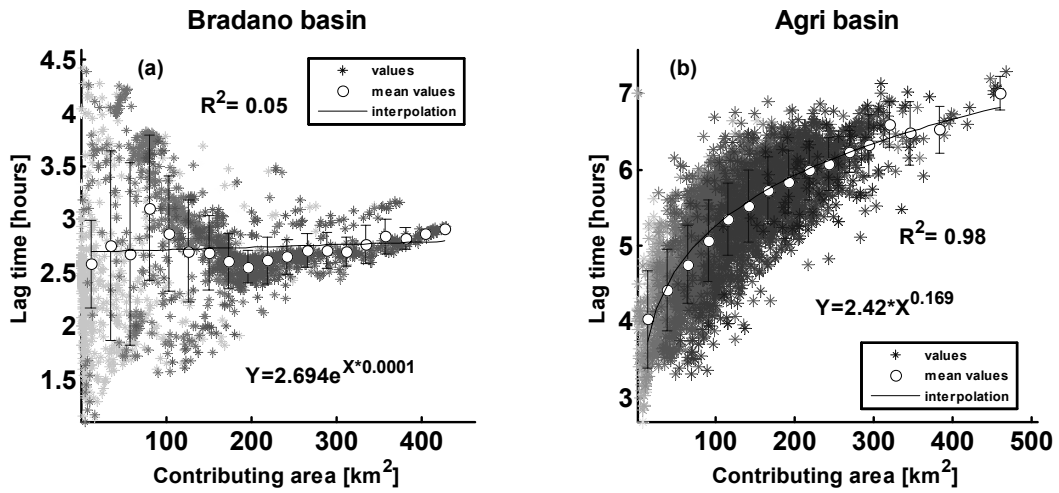 Bradano basin
4.5
4
3.5
3
2.5
2
1.5
Lag time [hours]
(a)
R²= 0.05
values
mean values
interpolation
Y=2.694e^X*0.0001
100 200 300 400
Contributing area [km²]
Agri basin
7
6
5
4
3
Lag time [hours]
(b)
R²= 0.98
Y=2.42*X^0.169
values
mean values
interpolation
100 200 300 400 500
Contributing area [km²]